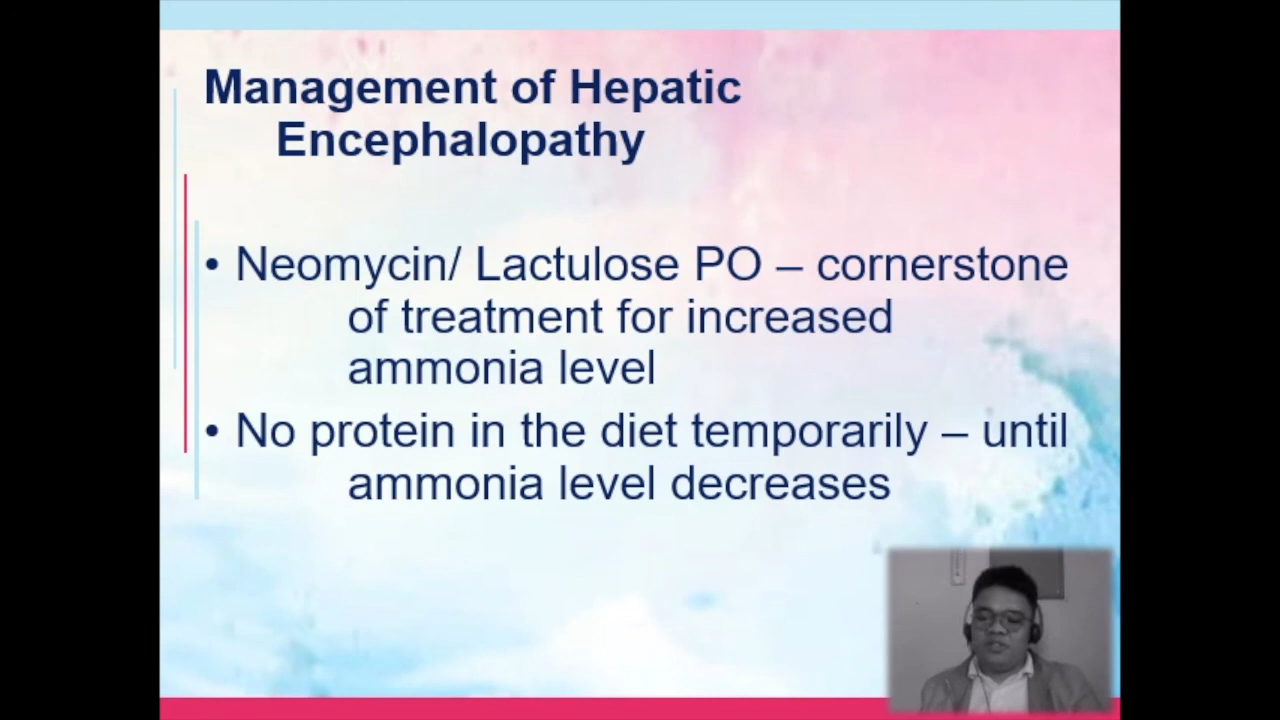 Management of Hepatic
Encephalopathy
• Neomycin/ Lactulose PO – cornerstone
of treatment for increased
ammonia level
• No protein in the diet temporarily – until
ammonia level decreases